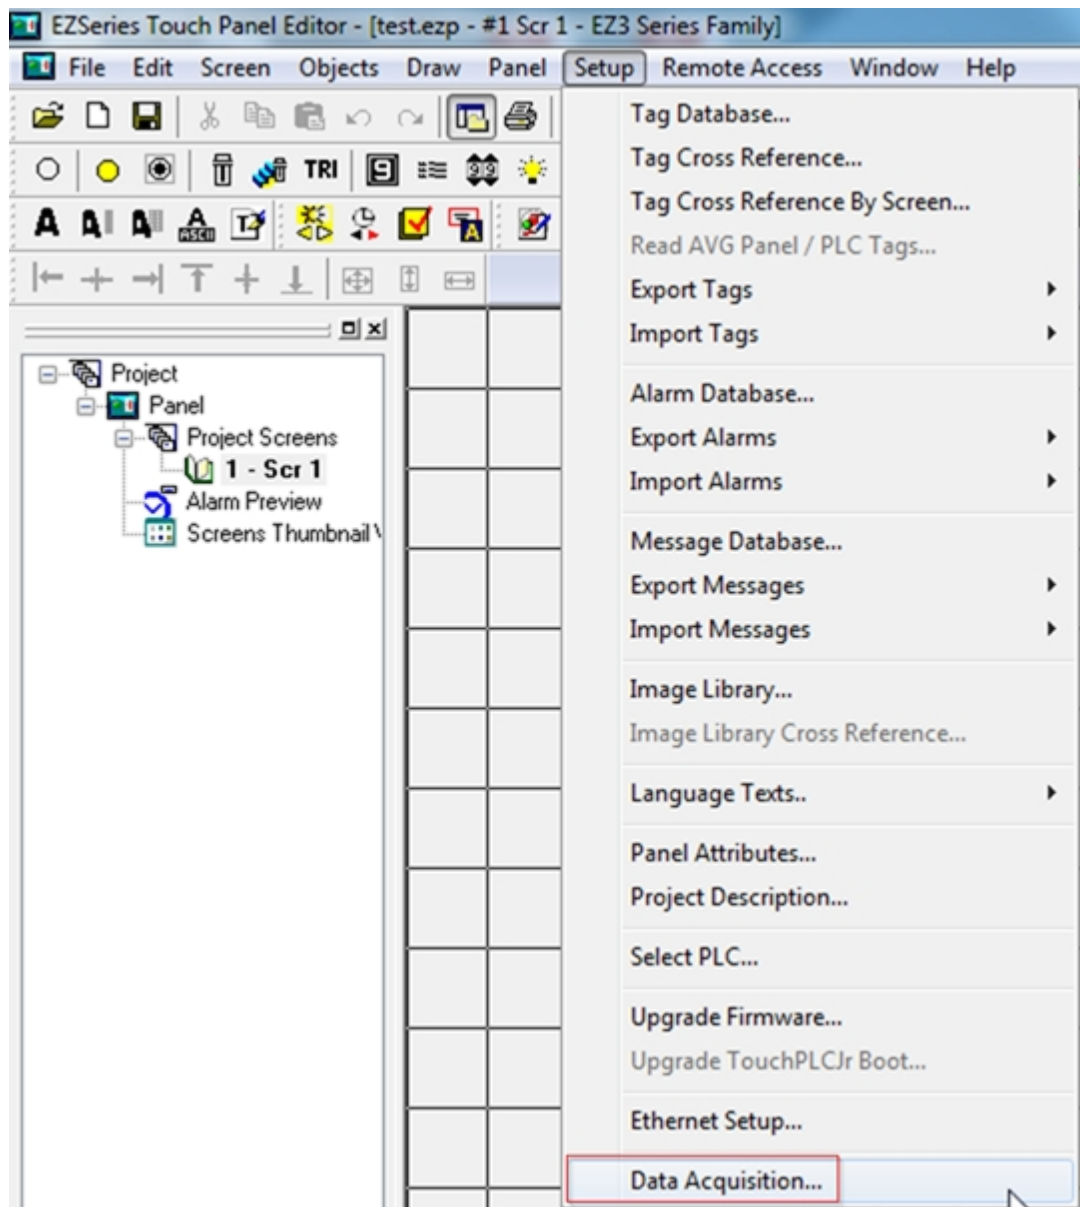 EZSeries Touch Panel Editor - [test.ezp - #1 Scr 1 - EZ3 Series Family]
File Edit Screen Objects Draw Panel Setup Remote Access Window Help
TRI 9 99
A A A A ASCII T A
Project
Panel
Project Screens
1 - Scr 1
Alarm Preview
Screens Thumbnail
Tag Database...
Tag Cross Reference...
Tag Cross Reference By Screen...
Read AVG Panel / PLC Tags...
Export Tags
Import Tags
Alarm Database...
Export Alarms
Import Alarms
Message Database...
Export Messages
Import Messages
Image Library...
Image Library Cross Reference...
Language Texts..
Panel Attributes...
Project Description...
Select PLC...
Upgrade Firmware...
Upgrade TouchPLCJr Boot...
Ethernet Setup...
Data Acquisition...